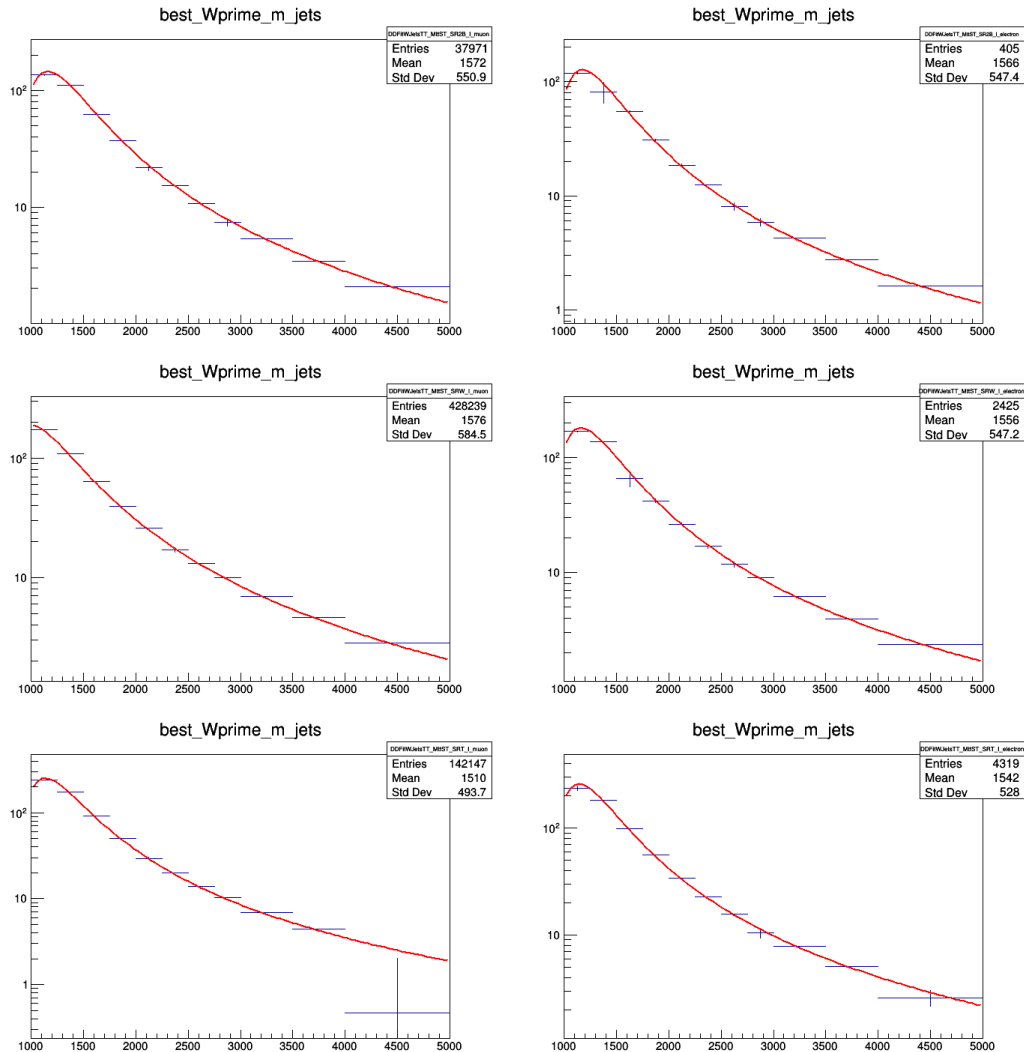 best_Wprime_m_jets
DDFitWJetsTT_MttST_SR2B_I_muon
Entries 37971
Mean 1572
Std Dev 550.9
10²
10
1000 1500 2000 2500 3000 3500 4000 4500 5000
best_Wprime_m_jets
DDFitWJetsTT_MttST_SR2B_I_electron
Entries 405
Mean 1566
Std Dev 547.4
10²
10
1
1000 1500 2000 2500 3000 3500 4000 4500 5000
best_Wprime_m_jets
DDFitWJetsTT_MttST_SRW_I_muon
Entries 428239
Mean 1576
Std Dev 584.5
10²
10
1000 1500 2000 2500 3000 3500 4000 4500 5000
best_Wprime_m_jets
DDFitWJetsTT_MttST_SRW_I_electron
Entries 2425
Mean 1556
Std Dev 547.2
10²
10
1000 1500 2000 2500 3000 3500 4000 4500 5000
best_Wprime_m_jets
DDFitWJetsTT_MttST_SRT_I_muon
Entries 142147
Mean 1510
Std Dev 493.7
10²
10
1
1000 1500 2000 2500 3000 3500 4000 4500 5000
best_Wprime_m_jets
DDFitWJetsTT_MttST_SRT_I_electron
Entries 4319
Mean 1542
Std Dev 528
10²
10
1000 1500 2000 2500 3000 3500 4000 4500 5000